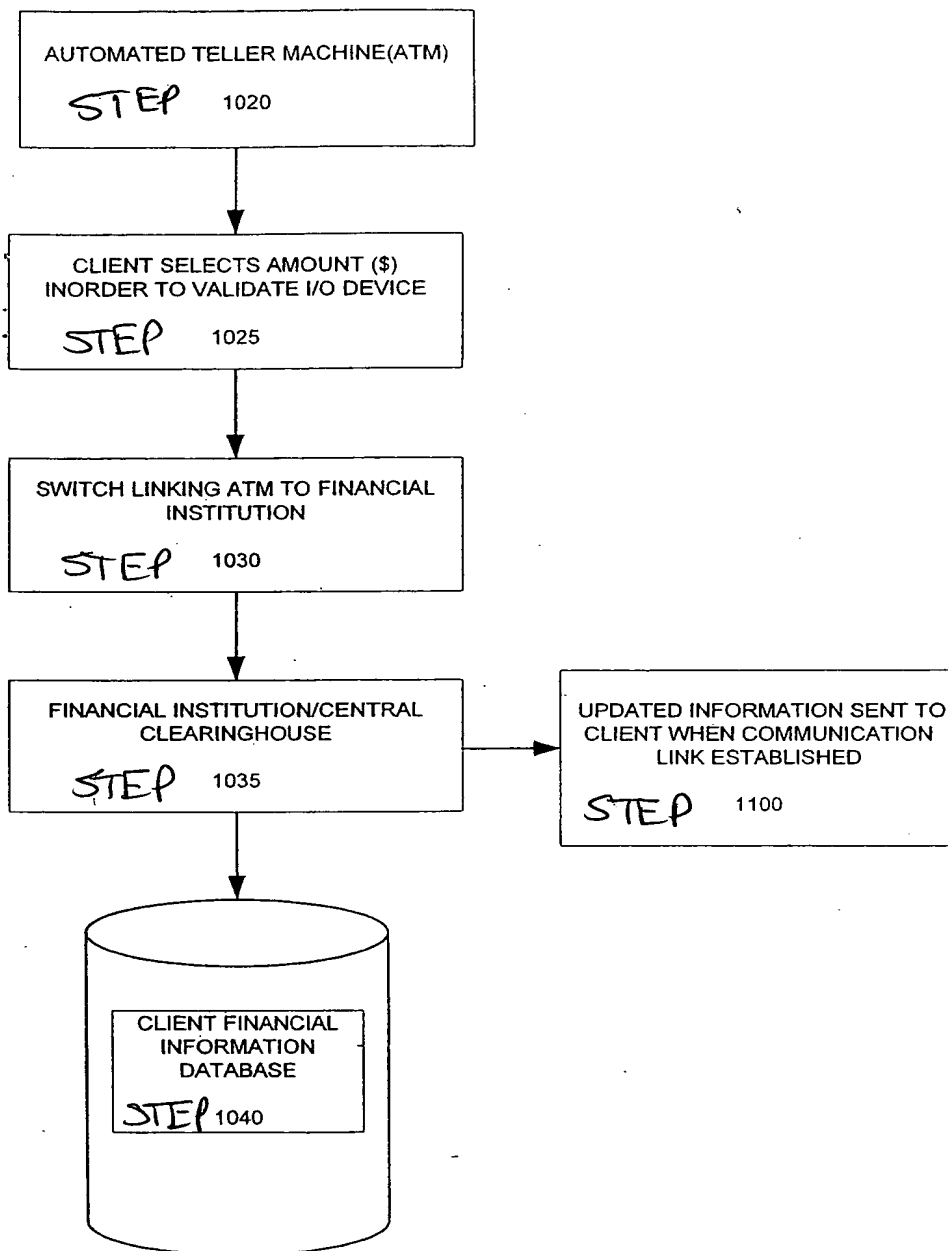 AUTOMATED TELLER MACHINE(ATM)
STEP 1020
CLIENT SELECTS AMOUNT ($)
INORDER TO VALIDATE I/O DEVICE
STEP 1025
SWITCH LINKING ATM TO FINANCIAL
INSTITUTION
STEP 1030
FINANCIAL INSTITUTION/CENTRAL
CLEARINGHOUSE
STEP 1035
UPDATED INFORMATION SENT TO
CLIENT WHEN COMMUNICATION
LINK ESTABLISHED
STEP 1100
CLIENT FINANCIAL
INFORMATION
DATABASE
STEP 1040